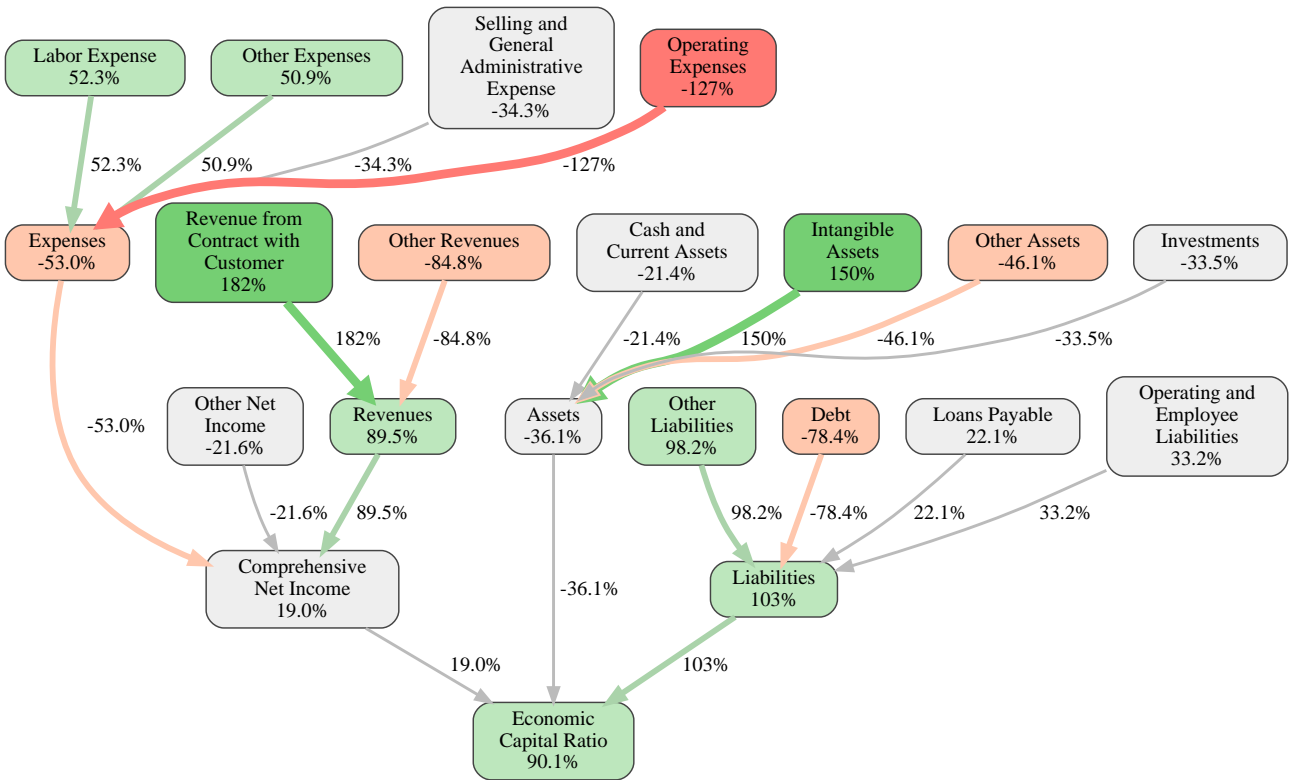 Selling and
General
Administrative
Expense
-34.3%
Labor Expense
52.3%
Other Expenses
50.9%
Operating
Expenses
-127%
52.3%
50.9%
-34.3%
-127%
Expenses
-53.0%
Revenue from
Contract with
Customer
182%
Other Revenues
-84.8%
Cash and
Current Assets
-21.4%
Intangible
Assets
150%
Other Assets
-46.1%
Investments
-33.5%
182%
-84.8%
-21.4%
150%
-46.1%
-33.5%
-53.0%
Other Net
Income
-21.6%
Revenues
89.5%
Assets
-36.1%
Other
Liabilities
98.2%
Debt
-78.4%
Loans Payable
22.1%
Operating and
Employee
Liabilities
33.2%
-21.6%
89.5%
98.2%
-78.4%
22.1%
33.2%
Comprehensive
Net Income
19.0%
-36.1%
Liabilities
103%
19.0%
103%
Economic
Capital Ratio
90.1%